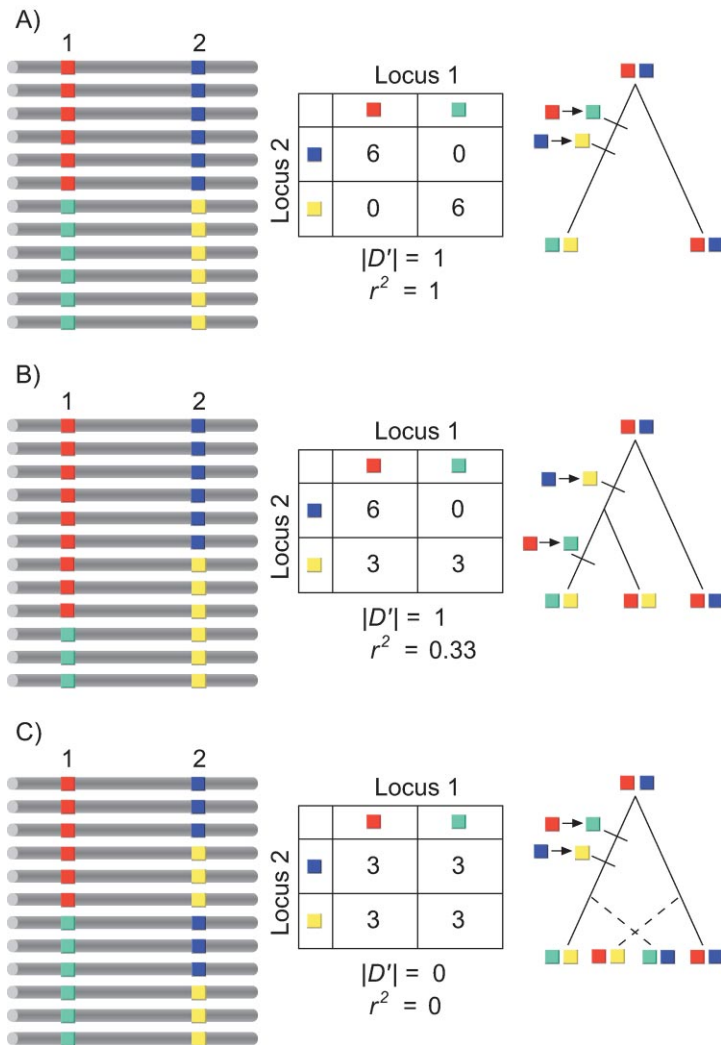 A)
1 2
Locus 1
Locus 2
6 0
0 6
|D′| = 1
r² = 1
B)
1 2
Locus 1
Locus 2
6 0
3 3
|D′| = 1
r² = 0.33
C)
1 2
Locus 1
Locus 2
3 3
3 3
|D′| = 0
r² = 0